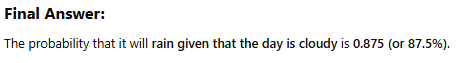 Final Answer:
The probability that it will rain given that the day is cloudy is 0.875 (or 87.5%).